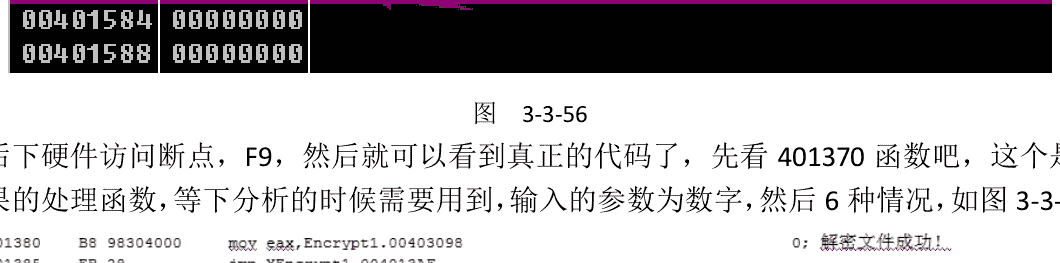 00401584 00000000
00401588 00000000
图 3-3-56
后下硬件访问断点，F9，然后就可以看到真正的代码了，先看 401370 函数吧，这个是
果的处理函数，等下分析的时候需要用到，输入的参数为数字，然后 6 种情况，如图 3-3-
01380 B8 98304000 mov eax,Encrypt1.00403098 0; 解密文件成功！